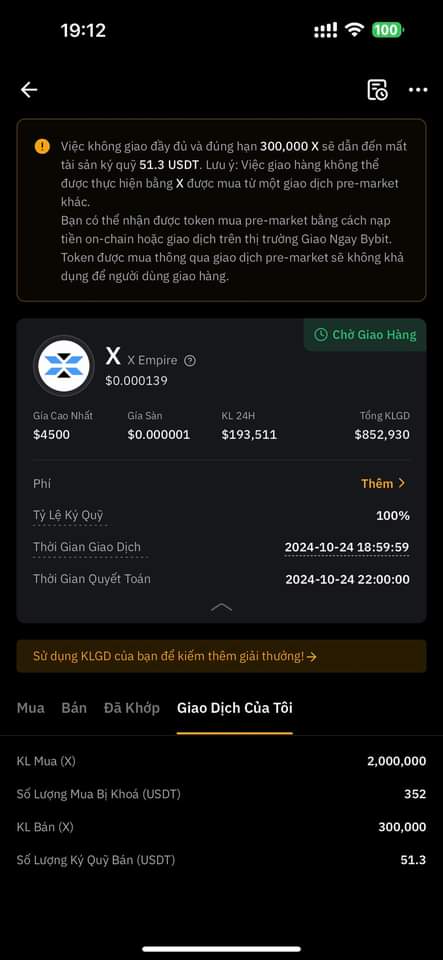 19:12
100
Việc không giao đầy đủ và đúng hạn 300,000 X sẽ dẫn đến mất
tài sản ký quỹ 51.3 USDT. Lưu ý: Việc giao hàng không thể
được thực hiện bằng X được mua từ một giao dịch pre-market
khác.
Bạn có thể nhận được token mua pre-market bằng cách nạp
tiền on-chain hoặc giao dịch trên thị trường Giao Ngay Bybit.
Token được mua thông qua giao dịch pre-market sẽ không khả
dụng để người dùng giao hàng.
Chờ Giao Hàng
X X Empire
$0.000139
Gía Cao Nhất Gía Sàn KL 24H Tổng KLGD
$4500 $0.000001 $193,511 $852,930
Phí Thêm
Tỷ Lệ Ký Quỹ 100%
Thời Gian Giao Dịch 2024-10-24 18:59:59
Thời Gian Quyết Toán 2024-10-24 22:00:00
Sử dụng KLGD của bạn để kiếm thêm giải thưởng!
Mua Bán Đã Khớp Giao Dịch Của Tôi
KL Mua (X) 2,000,000
Số Lượng Mua Bị Khoá (USDT) 352
KL Bán (X) 300,000
Số Lượng Ký Quỹ Bán (USDT) 51.3